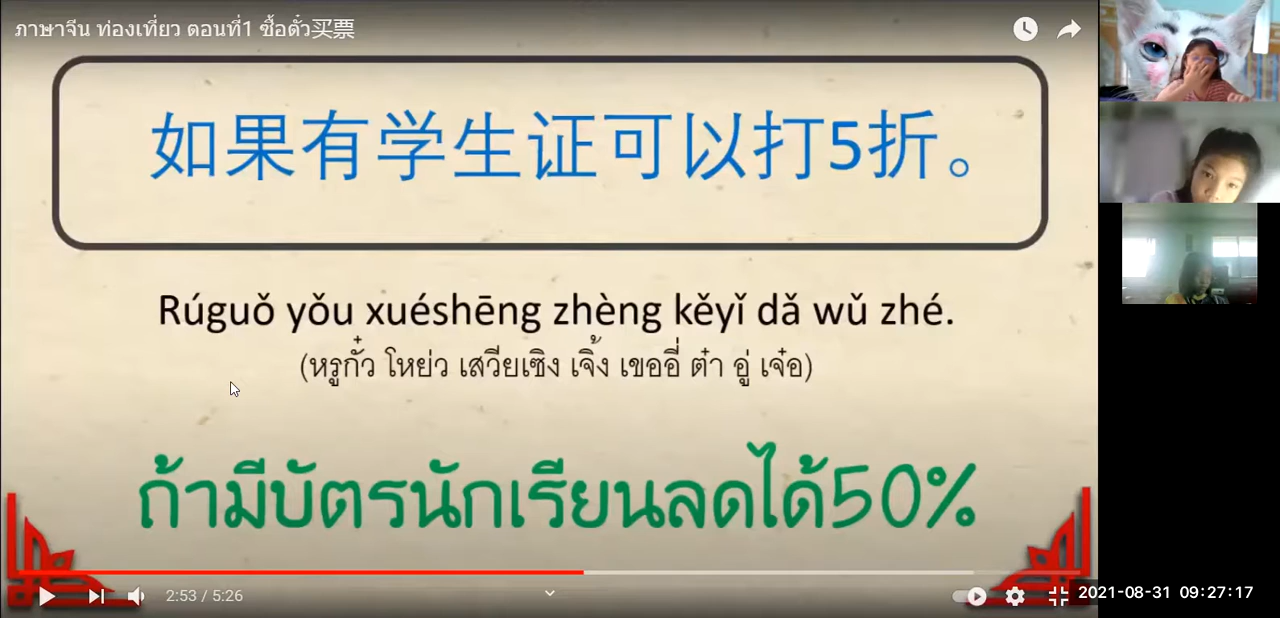 ภาษาจีน ท่องเที่ยว ตอนที่1 ซื้อตั๋ว买票
如果有学生证可以打5折。
Rúguǒ yǒu xuéshēng zhèng kěyǐ dǎ wǔ zhé.
(หรูกั๋ว โหย่ว เสวียเซิง เจิ้ง เขออี่ ต๋า อู่ เจ๋อ)
ถ้ามีบัตรนักเรียนลดได้50%
2:53 / 5:26
2021-08-31 09:27:17